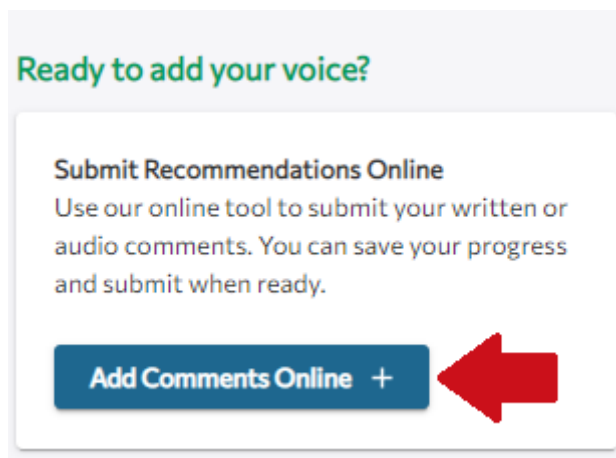 Ready to add your voice?
Submit Recommendations Online
Use our online tool to submit your written or
audio comments. You can save your progress
and submit when ready.
Add Comments Online +